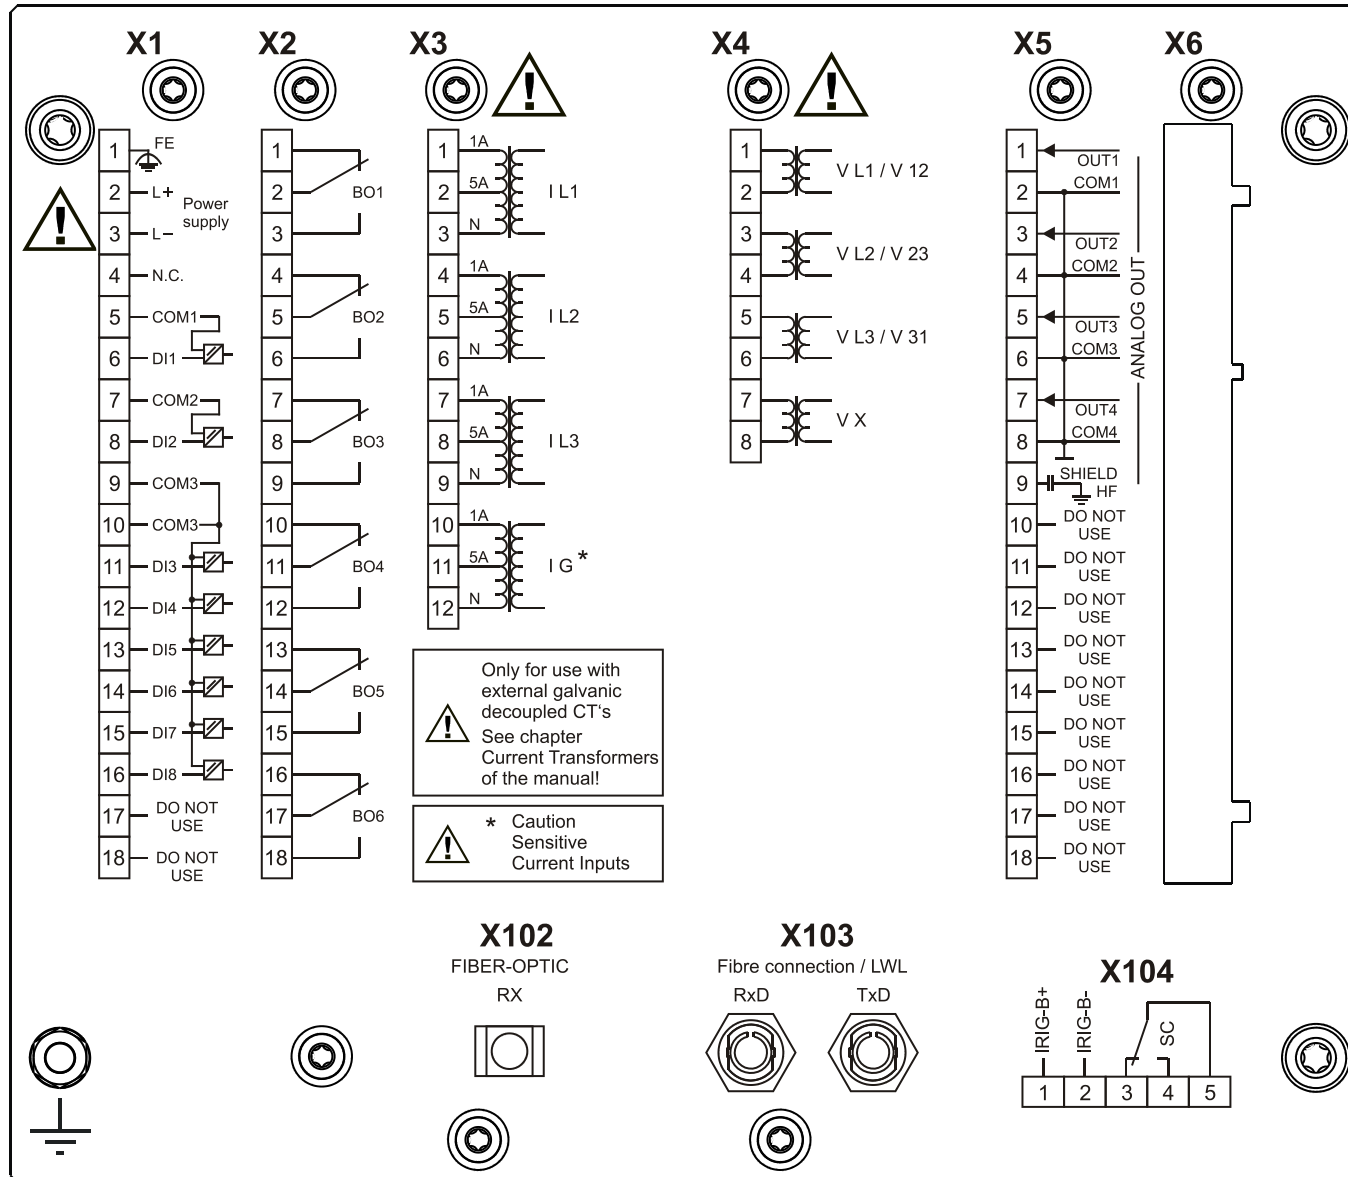 X1
X2
X3
X4
X5
X6
1
FE
2
L+
Power
supply
3
L–
4
N.C.
5
COM1
6
DI1
7
COM2
8
DI2
9
COM3
10
COM3
11
DI3
12
DI4
13
DI5
14
DI6
15
DI7
16
DI8
17
DO NOT
USE
18
DO NOT
USE
1
2
BO1
3
4
5
BO2
6
7
8
BO3
9
10
11
BO4
12
13
14
BO5
15
16
17
BO6
18
1
1A
2
5A
I L1
3
N
4
1A
5
5A
I L2
6
N
7
1A
8
5A
I L3
9
N
10
1A
11
5A
I G *
12
N
Only for use with
external galvanic
decoupled CT‘s
See chapter
Current Transformers
of the manual!
* Caution
Sensitive
Current Inputs
1
V L1 / V 12
2
3
V L2 / V 23
4
5
V L3 / V 31
6
7
V X
8
1
OUT1
2
COM1
3
OUT2
4
COM2
5
OUT3
6
COM3
7
OUT4
8
COM4
ANALOG OUT
9
SHIELD
HF
10
DO NOT
USE
11
DO NOT
USE
12
DO NOT
USE
13
DO NOT
USE
14
DO NOT
USE
15
DO NOT
USE
16
DO NOT
USE
17
DO NOT
USE
18
DO NOT
USE
X102
FIBER-OPTIC
RX
X103
Fibre connection / LWL
RxD
TxD
X104
IRIG-B+
IRIG-B-
SC
1
2
3
4
5